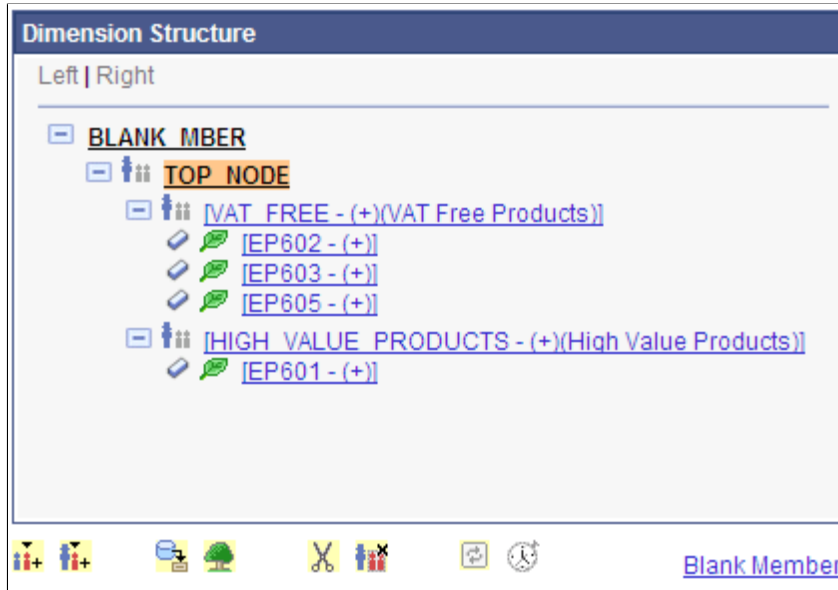 Dimension Structure
Left | Right
BLANK_MBER
TOP_NODE
[VAT_FREE - (+)(VAT Free Products)]
[EP602 - (+)]
[EP603 - (+)]
[EP605 - (+)]
[HIGH_VALUE_PRODUCTS - (+)(High Value Products)]
[EP601 - (+)]
Blank Member